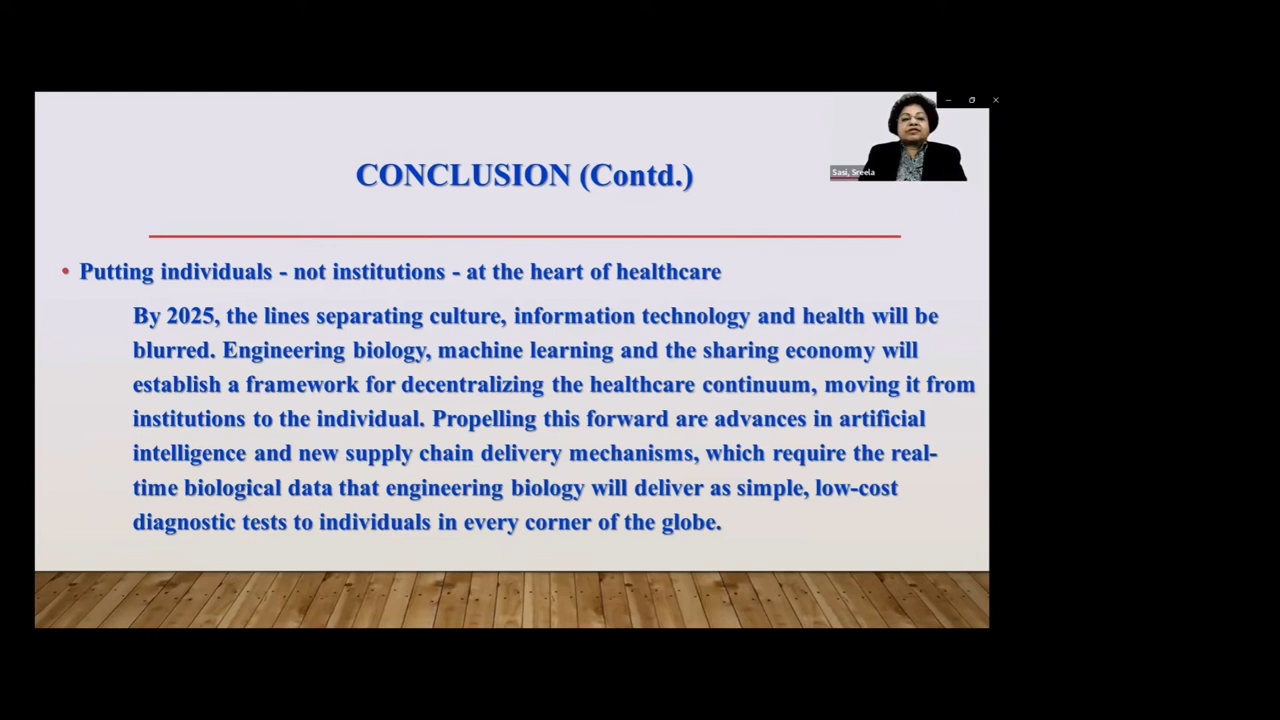 CONCLUSION (Contd.)
Sasi, Sreela
• Putting individuals - not institutions - at the heart of healthcare
By 2025, the lines separating culture, information technology and health will be
blurred. Engineering biology, machine learning and the sharing economy will
establish a framework for decentralizing the healthcare continuum, moving it from
institutions to the individual. Propelling this forward are advances in artificial
intelligence and new supply chain delivery mechanisms, which require the real-
time biological data that engineering biology will deliver as simple, low-cost
diagnostic tests to individuals in every corner of the globe.